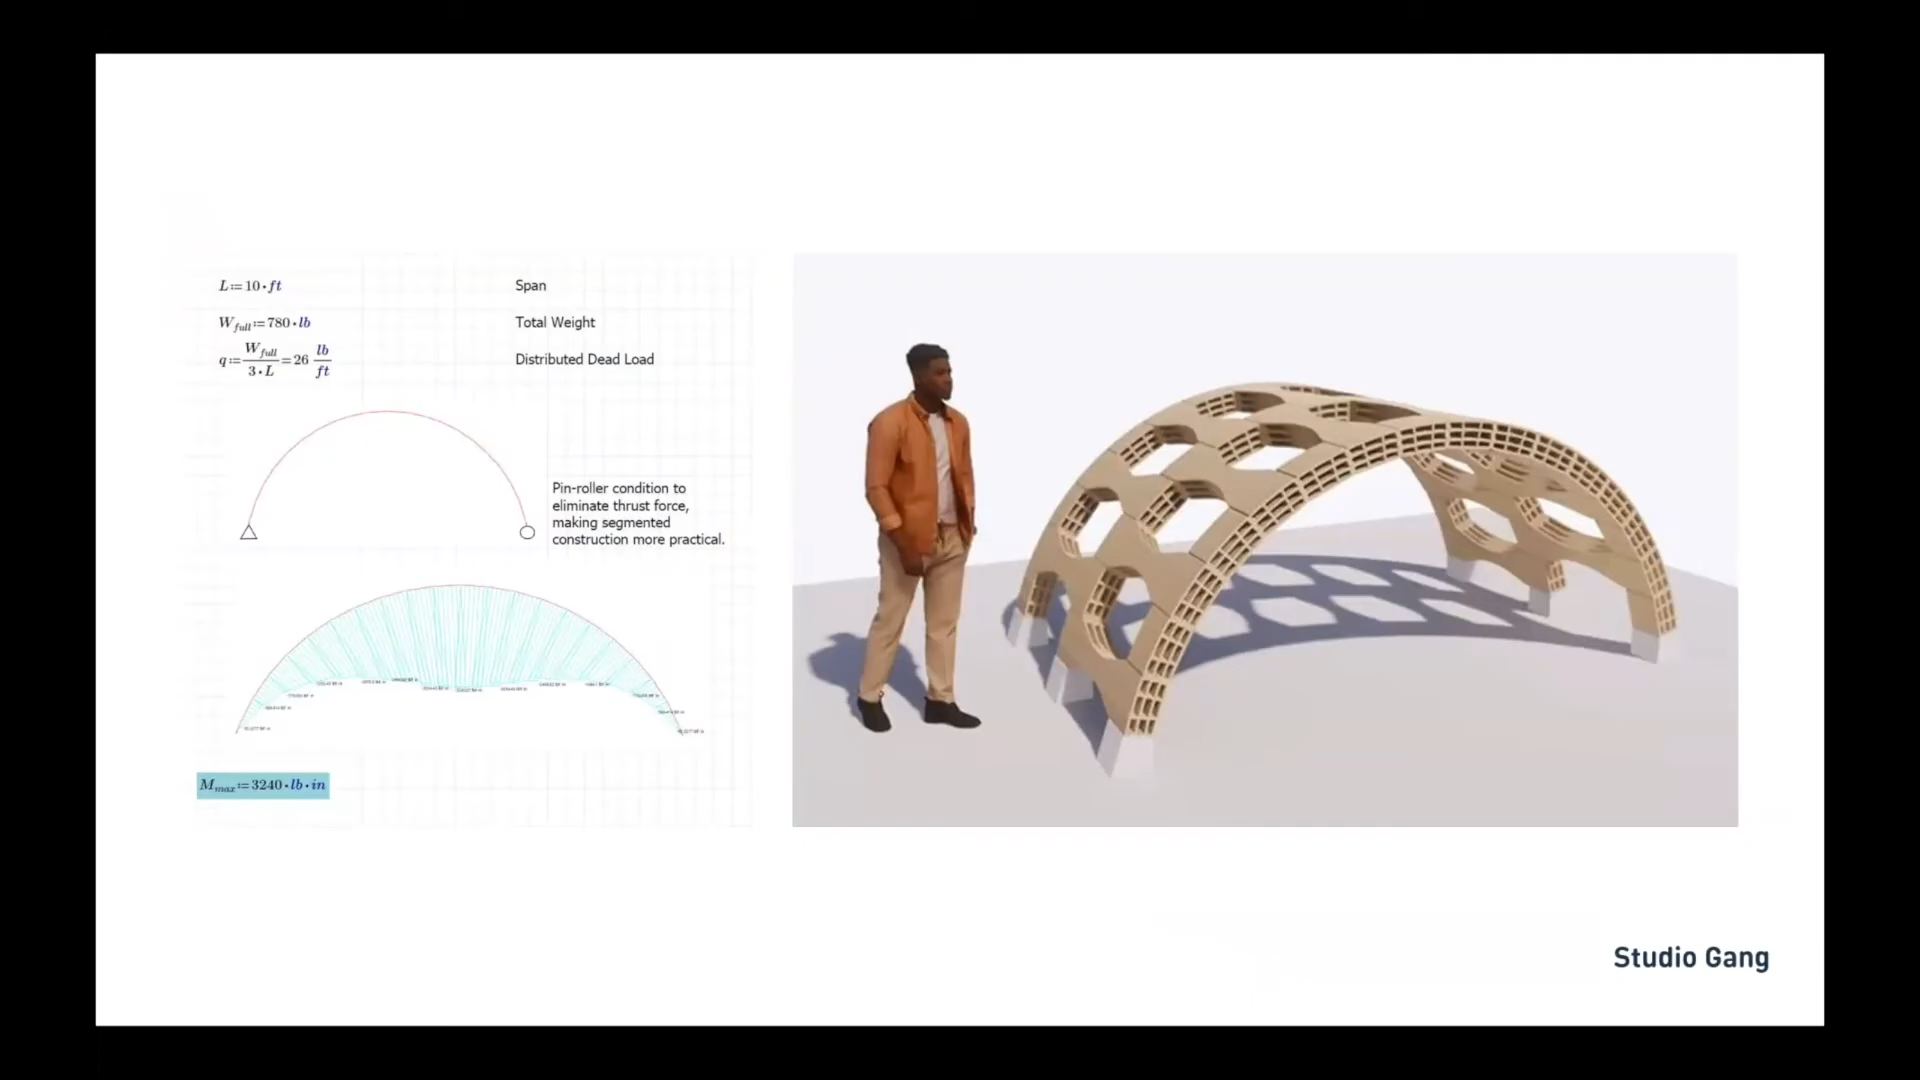 L:=10·ft Span
W_full:=780·lb Total Weight
q:=W_full/3·L=26 lb/ft Distributed Dead Load
Pin-roller condition to
eliminate thrust force,
making segmented
construction more practical.
M_max:=3240·lb·in
Studio Gang